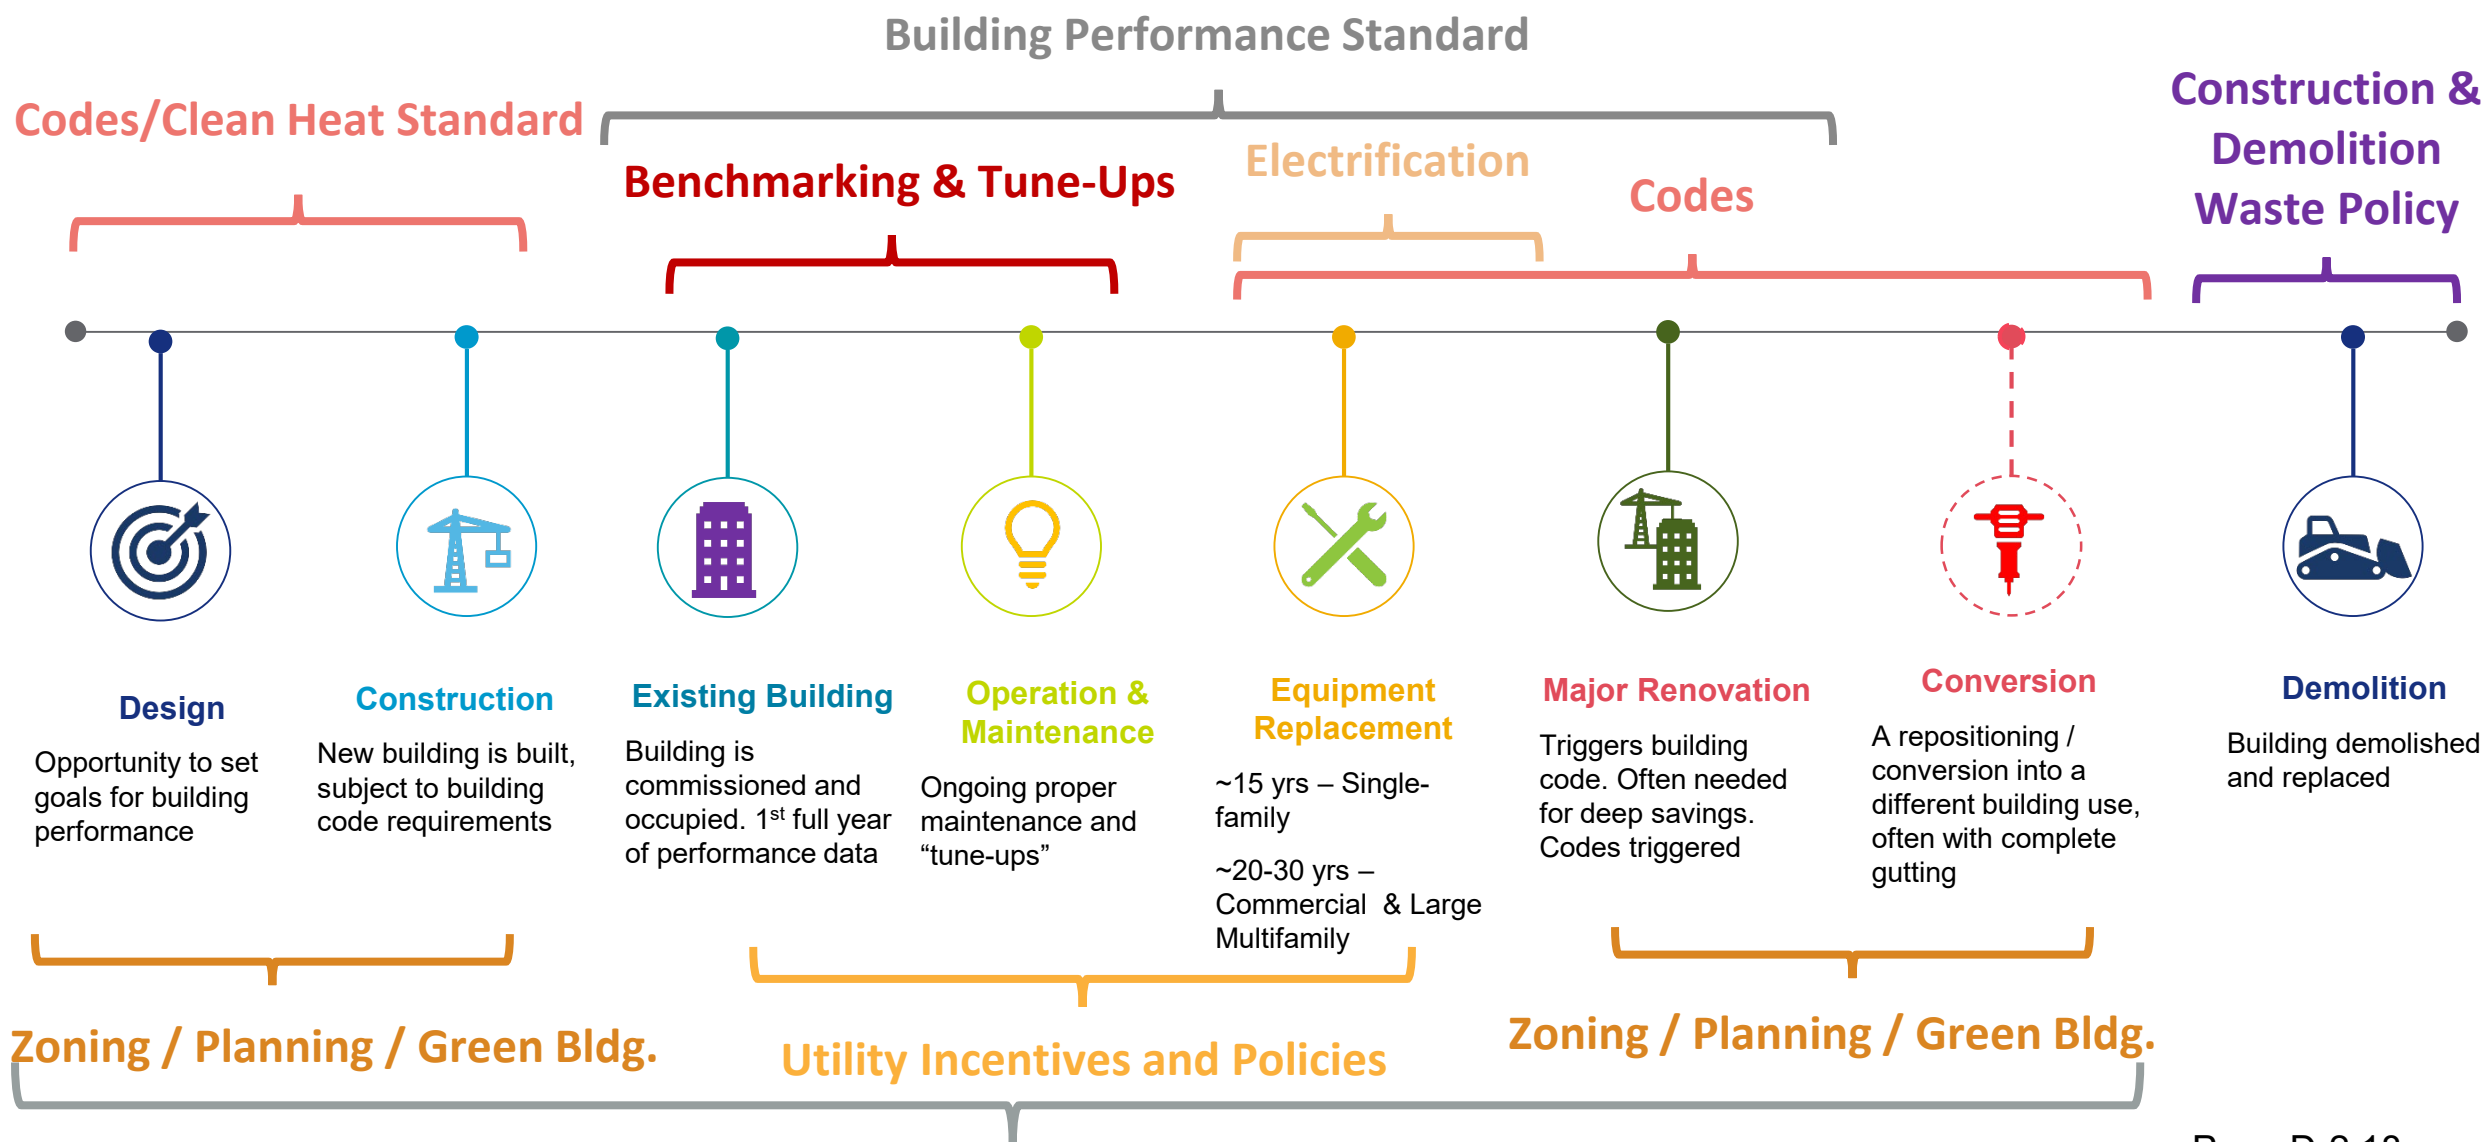 Building Performance Standard
Codes/Clean Heat Standard
Benchmarking & Tune-Ups
Electrification
Codes
Construction &
Demolition
Waste Policy
Design
Opportunity to set
goals for building
performance
Construction
New building is built,
subject to building
code requirements
Existing Building
Building is
commissioned and
occupied. 1st full year
of performance data
Operation &
Maintenance
Ongoing proper
maintenance and
“tune-ups”
Equipment
Replacement
~15 yrs – Single-
family
~20-30 yrs –
Commercial & Large
Multifamily
Major Renovation
Triggers building
code. Often needed
for deep savings.
Codes triggered
Conversion
A repositioning /
conversion into a
different building use,
often with complete
gutting
Demolition
Building demolished
and replaced
Zoning / Planning / Green Bldg.
Utility Incentives and Policies
Zoning / Planning / Green Bldg.